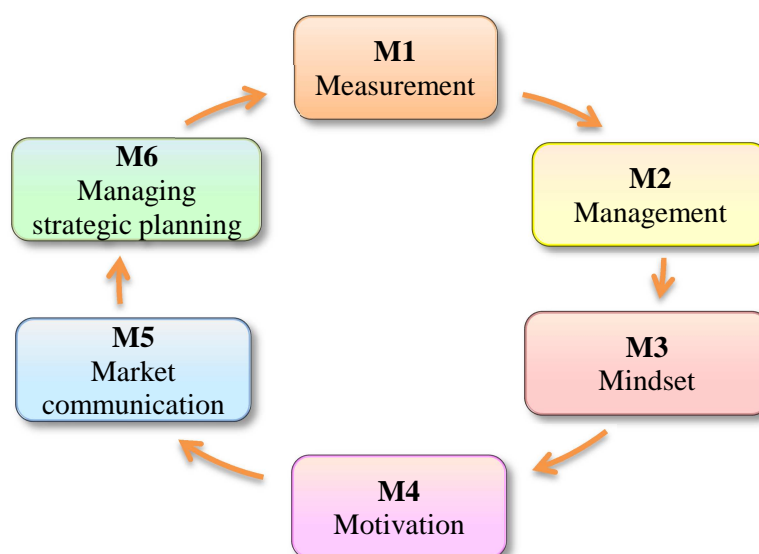 M1
Measurement
M2
Management
M3
Mindset
M4
Motivation
M5
Market
communication
M6
Managing
strategic planning